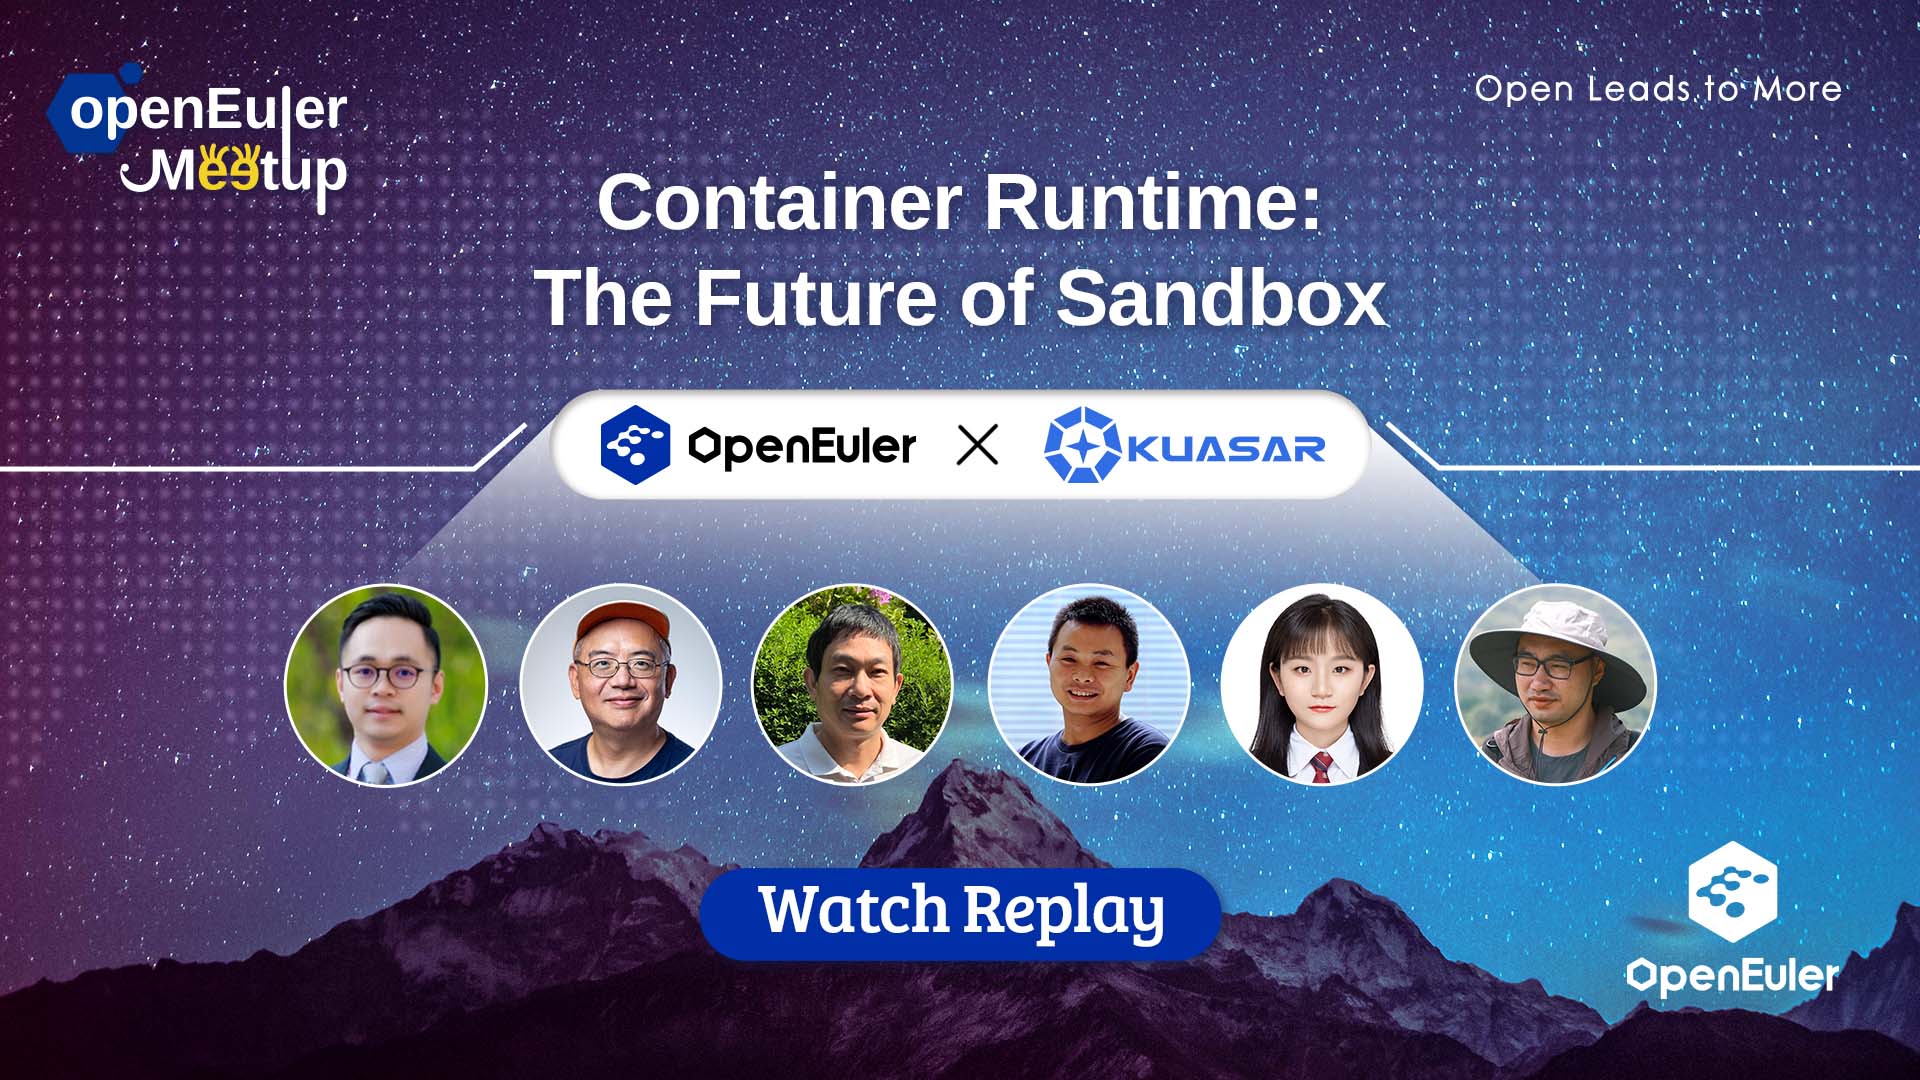 openEuler
Meetup
Open Leads to More
Container Runtime:
The Future of Sandbox
OpenEuler
KUASAR
Watch Replay
OpenEuler